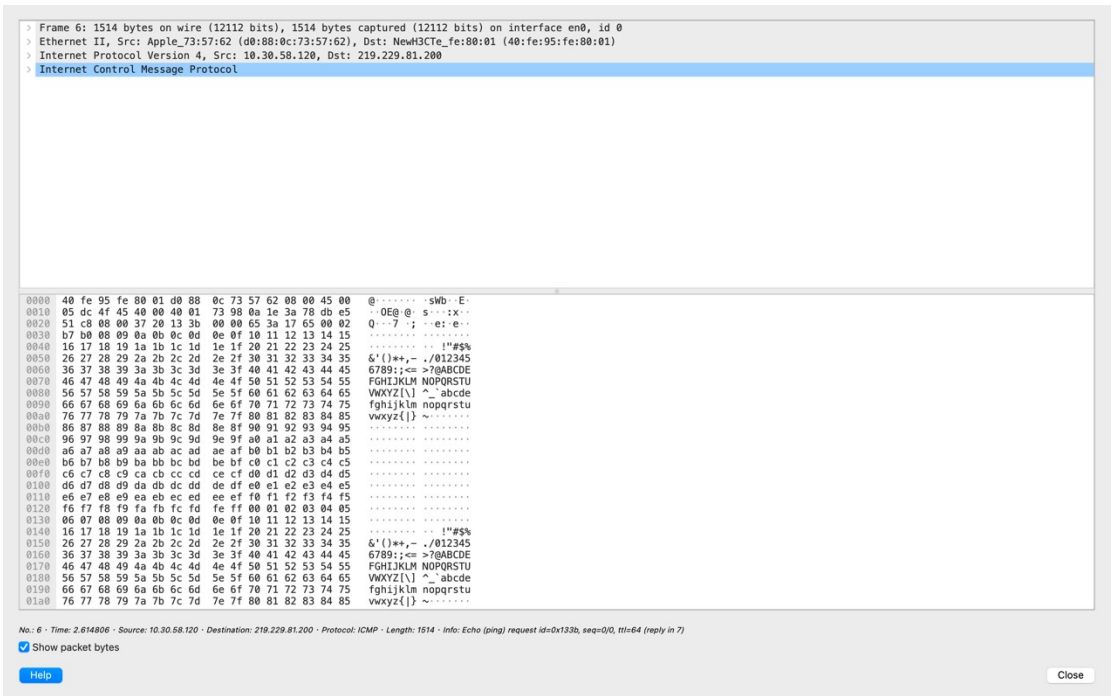 > Frame 6: 1514 bytes on wire (12112 bits), 1514 bytes captured (12112 bits) on interface en0, id 0
> Ethernet II, Src: Apple_73:57:62 (d0:88:0c:73:57:62), Dst: NewH3CTe_fe:80:01 (40:fe:95:fe:80:01)
> Internet Protocol Version 4, Src: 10.30.58.120, Dst: 219.229.81.200
> Internet Control Message Protocol
0000 40 fe 95 fe 80 01 d0 88 0c 73 57 62 08 00 45 00 @······· ·sWb··E·
0010 05 dc 4f 45 40 00 40 01 73 98 0a 1e 3a 78 db e5 ··OE@·@· s···:x··
0020 51 c8 08 00 37 20 13 3b 00 00 65 3a 17 65 00 02 Q···7 ·; ··e:·e··
0030 b7 b0 08 09 0a 0b 0c 0d 0e 0f 10 11 12 13 14 15 ········ ········
0040 16 17 18 19 1a 1b 1c 1d 1e 1f 20 21 22 23 24 25 ········ ·· !"#$%
0050 26 27 28 29 2a 2b 2c 2d 2e 2f 30 31 32 33 34 35 &'()*+,- ./012345
0060 36 37 38 39 3a 3b 3c 3d 3e 3f 40 41 42 43 44 45 6789:;<= >?@ABCDE
0070 46 47 48 49 4a 4b 4c 4d 4e 4f 50 51 52 53 54 55 FGHIJKLM NOPQRSTU
0080 56 57 58 59 5a 5b 5c 5d 5e 5f 60 61 62 63 64 65 VWXYZ[\] ^_`abcde
0090 66 67 68 69 6a 6b 6c 6d 6e 6f 70 71 72 73 74 75 fghijklm nopqrstu
00a0 76 77 78 79 7a 7b 7c 7d 7e 7f 80 81 82 83 84 85 vwxyz{|} ~·······
00b0 86 87 88 89 8a 8b 8c 8d 8e 8f 90 91 92 93 94 95 ········ ········
00c0 96 97 98 99 9a 9b 9c 9d 9e 9f a0 a1 a2 a3 a4 a5 ········ ········
00d0 a6 a7 a8 a9 aa ab ac ad ae af b0 b1 b2 b3 b4 b5 ········ ········
00e0 b6 b7 b8 b9 ba bb bc bd be bf c0 c1 c2 c3 c4 c5 ········ ········
00f0 c6 c7 c8 c9 ca cb cc cd ce cf d0 d1 d2 d3 d4 d5 ········ ········
0100 d6 d7 d8 d9 da db dc dd de df e0 e1 e2 e3 e4 e5 ········ ········
0110 e6 e7 e8 e9 ea eb ec ed ee ef f0 f1 f2 f3 f4 f5 ········ ········
0120 f6 f7 f8 f9 fa fb fc fd fe ff 00 01 02 03 04 05 ········ ········
0130 06 07 08 09 0a 0b 0c 0d 0e 0f 10 11 12 13 14 15 ········ ········
0140 16 17 18 19 1a 1b 1c 1d 1e 1f 20 21 22 23 24 25 ········ ·· !"#$%
0150 26 27 28 29 2a 2b 2c 2d 2e 2f 30 31 32 33 34 35 &'()*+,- ./012345
0160 36 37 38 39 3a 3b 3c 3d 3e 3f 40 41 42 43 44 45 6789:;<= >?@ABCDE
0170 46 47 48 49 4a 4b 4c 4d 4e 4f 50 51 52 53 54 55 FGHIJKLM NOPQRSTU
0180 56 57 58 59 5a 5b 5c 5d 5e 5f 60 61 62 63 64 65 VWXYZ[\] ^_`abcde
0190 66 67 68 69 6a 6b 6c 6d 6e 6f 70 71 72 73 74 75 fghijklm nopqrstu
01a0 76 77 78 79 7a 7b 7c 7d 7e 7f 80 81 82 83 84 85 vwxyz{|} ~·······
No.: 6 · Time: 2.614806 · Source: 10.30.58.120 · Destination: 219.229.81.200 · Protocol: ICMP · Length: 1514 · Info: Echo (ping) request id=0x133b, seq=0/0, ttl=64 (reply in 7)
Show packet bytes
Help
Close